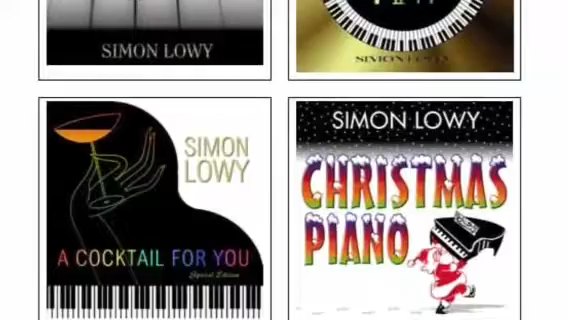 SIMON LOWY
SIMON LOWY
SIMON
LOWY
A COCKTAIL FOR YOU
Special Edition
SIMON LOWY
CHRISTMAS
PIANO